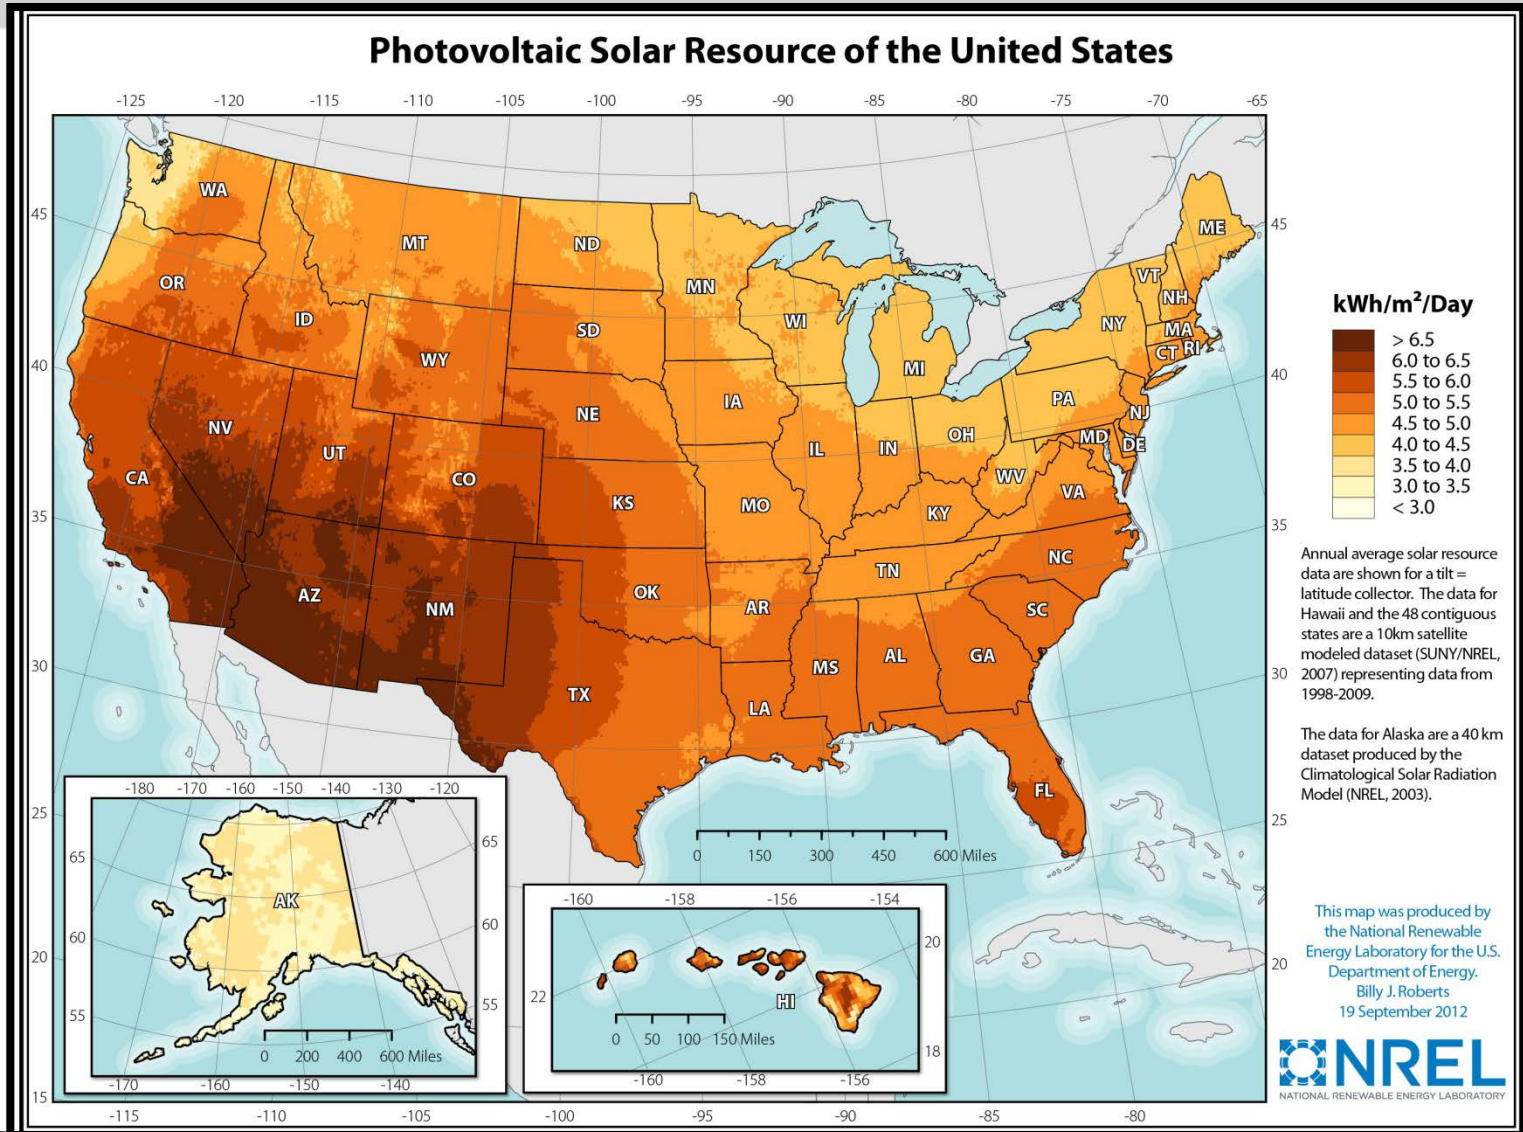 Photovoltaic Solar Resource of the United States
-125 -120 -115 -110 -105 -100 -95 -90 -85 -80 -75 -70 -65
45
40
35
30
25
20
15
45
40
35
30
25
20
-115 -110 -105 -100 -95 -90 -85 -80
WA
MT
ND
MN
OR
ID
WY
SD
WI
MI
ME
VT
NH
NY
MA
CT RI
NV
UT
CO
NE
IA
IL
IN
OH
PA
NJ
MD
DE
WV
VA
CA
KS
MO
KY
AZ
NM
OK
AR
TN
NC
SC
TX
LA
MS
AL
GA
FL
0 150 300 450 600 Miles
-180 -170 -160 -150 -140 -130 -120
65
60
55
65
60
55
AK
0 200 400 600 Miles
-170 -160 -150 -140
-160 -158 -156 -154
22
20
18
HI
0 50 100 150 Miles
-160 -158 -156
kWh/m²/Day
> 6.5
6.0 to 6.5
5.5 to 6.0
5.0 to 5.5
4.5 to 5.0
4.0 to 4.5
3.5 to 4.0
3.0 to 3.5
< 3.0
Annual average solar resource
data are shown for a tilt =
latitude collector. The data for
Hawaii and the 48 contiguous
states are a 10km satellite
modeled dataset (SUNY/NREL,
2007) representing data from
1998-2009.
The data for Alaska are a 40 km
dataset produced by the
Climatological Solar Radiation
Model (NREL, 2003).
This map was produced by
the National Renewable
Energy Laboratory for the U.S.
Department of Energy.
Billy J. Roberts
19 September 2012
NREL
NATIONAL RENEWABLE ENERGY LABORATORY